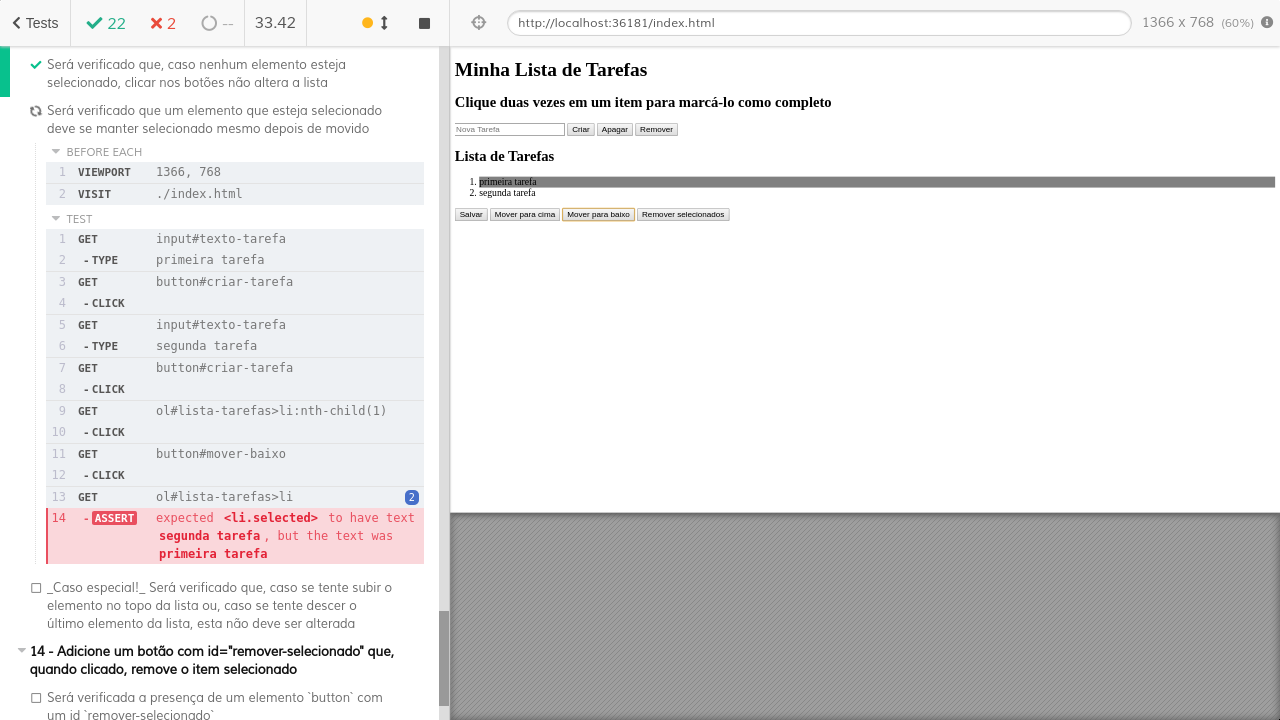 Tests
22
2
--
33.42
http://localhost:36181/index.html
1366 x 768 (60%)
Será verificado que, caso nenhum elemento esteja
selecionado, clicar nos botões não altera a lista
Será verificado que um elemento que esteja selecionado
deve se manter selecionado mesmo depois de movido
BEFORE EACH
1 VIEWPORT 1366, 768
2 VISIT ./index.html
TEST
1 GET input#texto-tarefa
2 -TYPE primeira tarefa
3 GET button#criar-tarefa
4 -CLICK
5 GET input#texto-tarefa
6 -TYPE segunda tarefa
7 GET button#criar-tarefa
8 -CLICK
9 GET ol#lista-tarefas>li:nth-child(1)
10 -CLICK
11 GET button#mover-baixo
12 -CLICK
13 GET ol#lista-tarefas>li 2
14 -ASSERT expected <li.selected> to have text
segunda tarefa, but the text was
primeira tarefa
_Caso especial!_ Será verificado que, caso se tente subir o
elemento no topo da lista ou, caso se tente descer o
último elemento da lista, esta não deve ser alterada
14 - Adicione um botão com id="remover-selecionado" que,
quando clicado, remove o item selecionado
Será verificada a presença de um elemento `button` com
um id `remover-selecionado`
Minha Lista de Tarefas
Clique duas vezes em um item para marcá-lo como completo
Nova Tarefa Criar Apagar Remover
Lista de Tarefas
1. primeira tarefa
2. segunda tarefa
Salvar Mover para cima Mover para baixo Remover selecionados